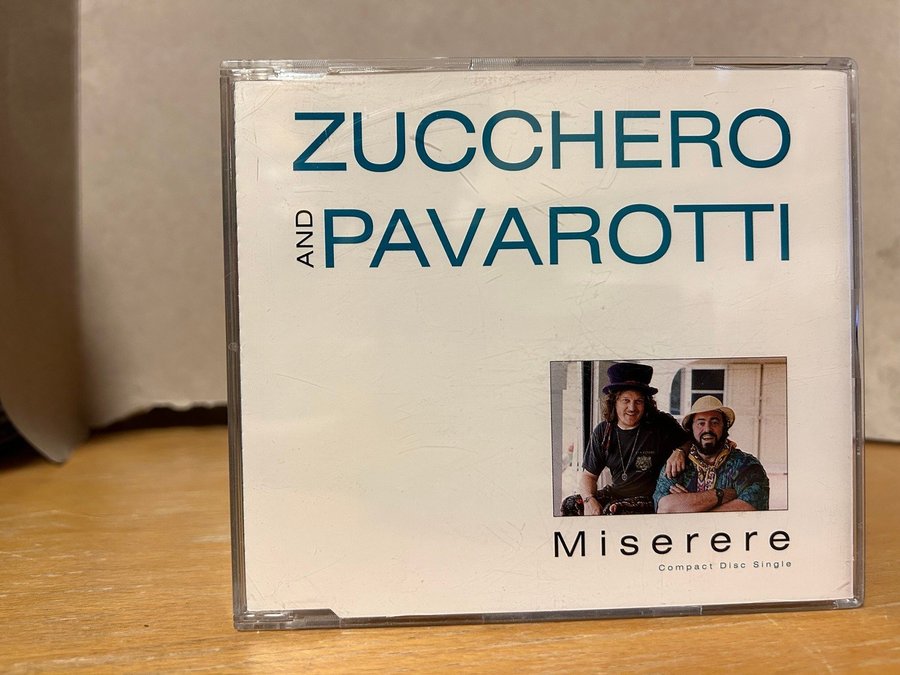 ZUCCHERO
AND PAVAROTTI
Miserere
Compact Disc Single